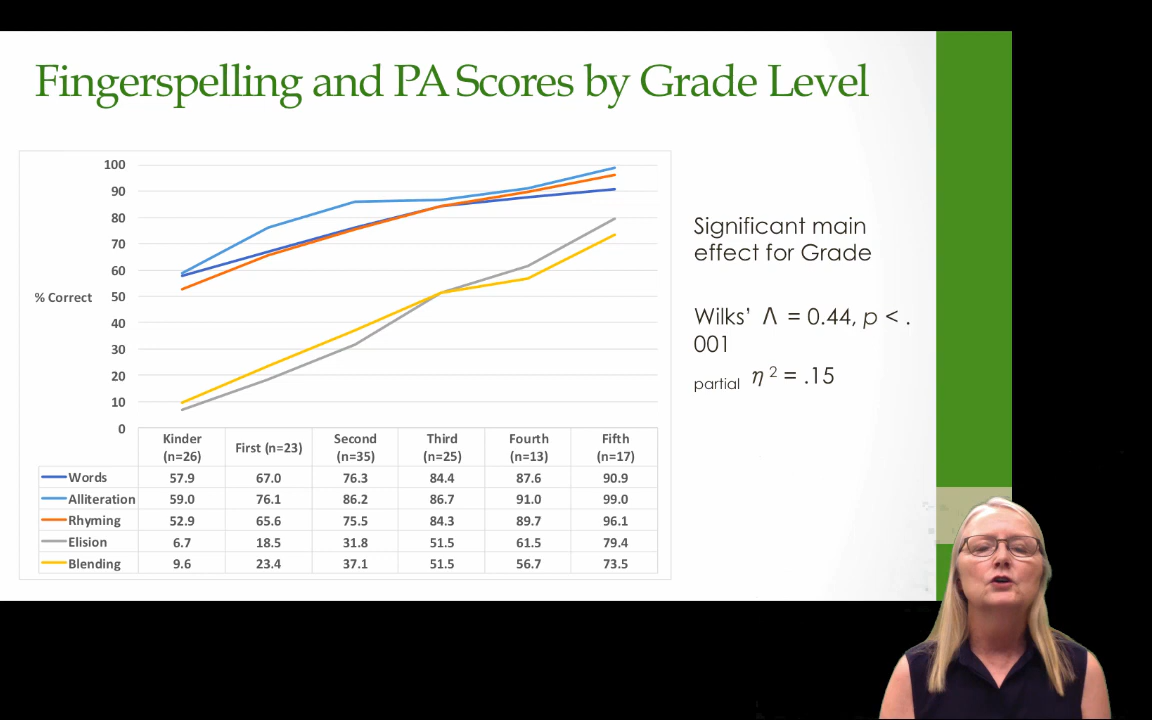 Fingerspelling and PA Scores by Grade Level
100
90
80
70
60
50
40
30
20
10
0
% Correct
Kinder (n=26) First (n=23) Second (n=35) Third (n=25) Fourth (n=13) Fifth (n=17)
Words 57.9 67.0 76.3 84.4 87.6 90.9
Alliteration 59.0 76.1 86.2 86.7 91.0 99.0
Rhyming 52.9 65.6 75.5 84.3 89.7 96.1
Elision 6.7 18.5 31.8 51.5 61.5 79.4
Blending 9.6 23.4 37.1 51.5 56.7 73.5
Significant main
effect for Grade
Wilks’ Λ = 0.44, p < .
001
partial η 2 = .15